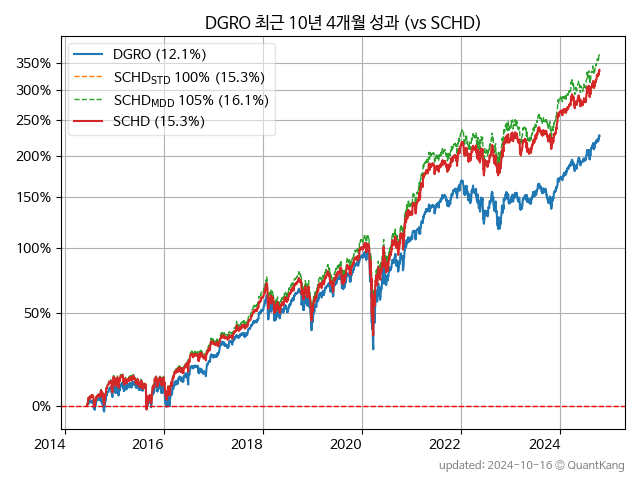 DGRO 최근 10년 4개월 성과 (vs SCHD)
DGRO (12.1%)
SCHD_STD 100% (15.3%)
SCHD_MDD 105% (16.1%)
SCHD (15.3%)
350%
300%
250%
200%
150%
100%
50%
0%
2014 2016 2018 2020 2022 2024
updated: 2024-10-16 © QuantKang